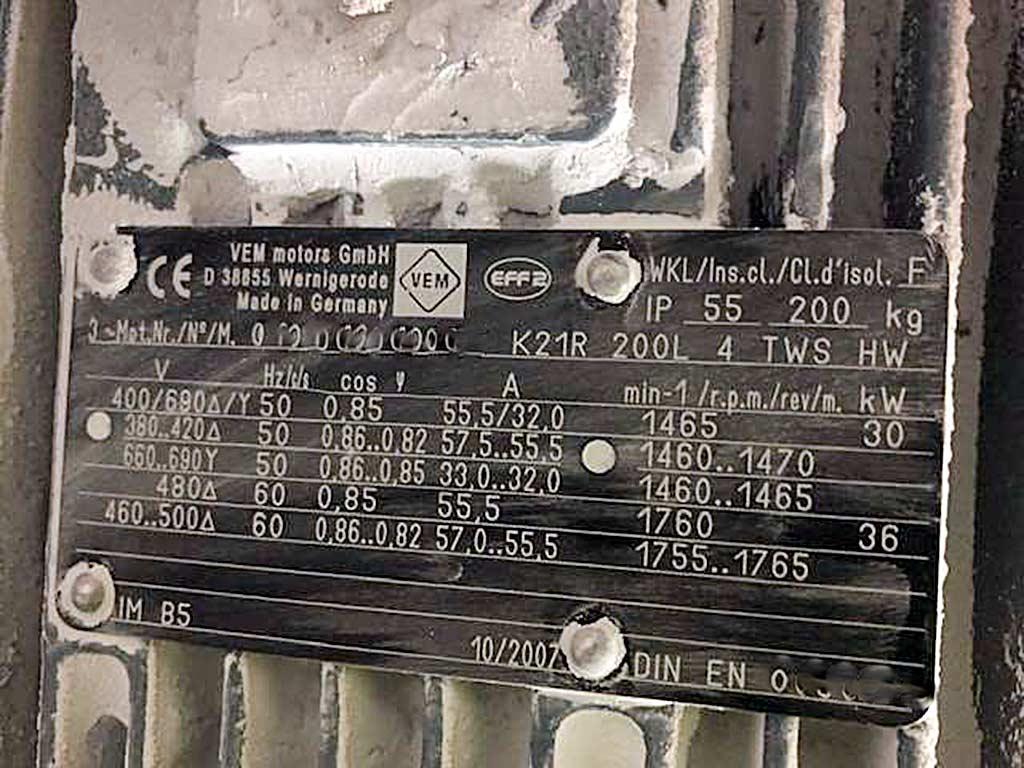 VEM motors GmbH
D 38855 Wernigerode
Made in Germany
VEM
EFF2
WKL/Ins.cl./Cl.d'isol. F
IP 55 200 kg
3~Mot.Nr./Nº/M.
K21R 200L 4 TWS HW
V Hz/c/s cos φ A min-1/r.p.m./rev/m. kW
400/690Δ/Y 50 0,85 55,5/32,0 1465 30
380..420Δ 50 0,86..0,82 57,5..55,5 1460..1470
660..690Y 50 0,86..0,85 33,0..32,0 1460..1465
480Δ 60 0,85 55,5 1760 36
460..500Δ 60 0,86..0,82 57,0..55,5 1755..1765
IM B5
10/2007
DIN EN